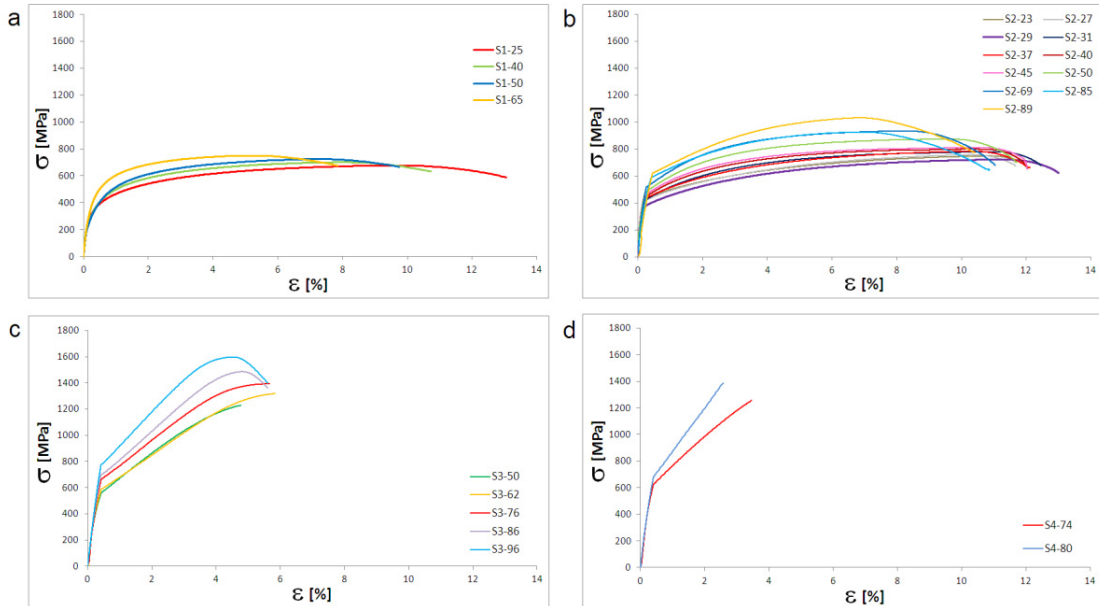 a
1800
1600
1400
1200
1000
800
600
400
200
0
σ [MPa]
0 2 4 6 8 10 12 14
ε [%]
S1-25
S1-40
S1-50
S1-65
b
1800
1600
1400
1200
1000
800
600
400
200
0
σ [MPa]
0 2 4 6 8 10 12 14
ε [%]
S2-23 S2-27
S2-29 S2-31
S2-37 S2-40
S2-45 S2-50
S2-69 S2-85
S2-89
c
1800
1600
1400
1200
1000
800
600
400
200
0
σ [MPa]
0 2 4 6 8 10 12 14
ε [%]
S3-50
S3-62
S3-76
S3-86
S3-96
d
1800
1600
1400
1200
1000
800
600
400
200
0
σ [MPa]
0 2 4 6 8 10 12 14
ε [%]
S4-74
S4-80